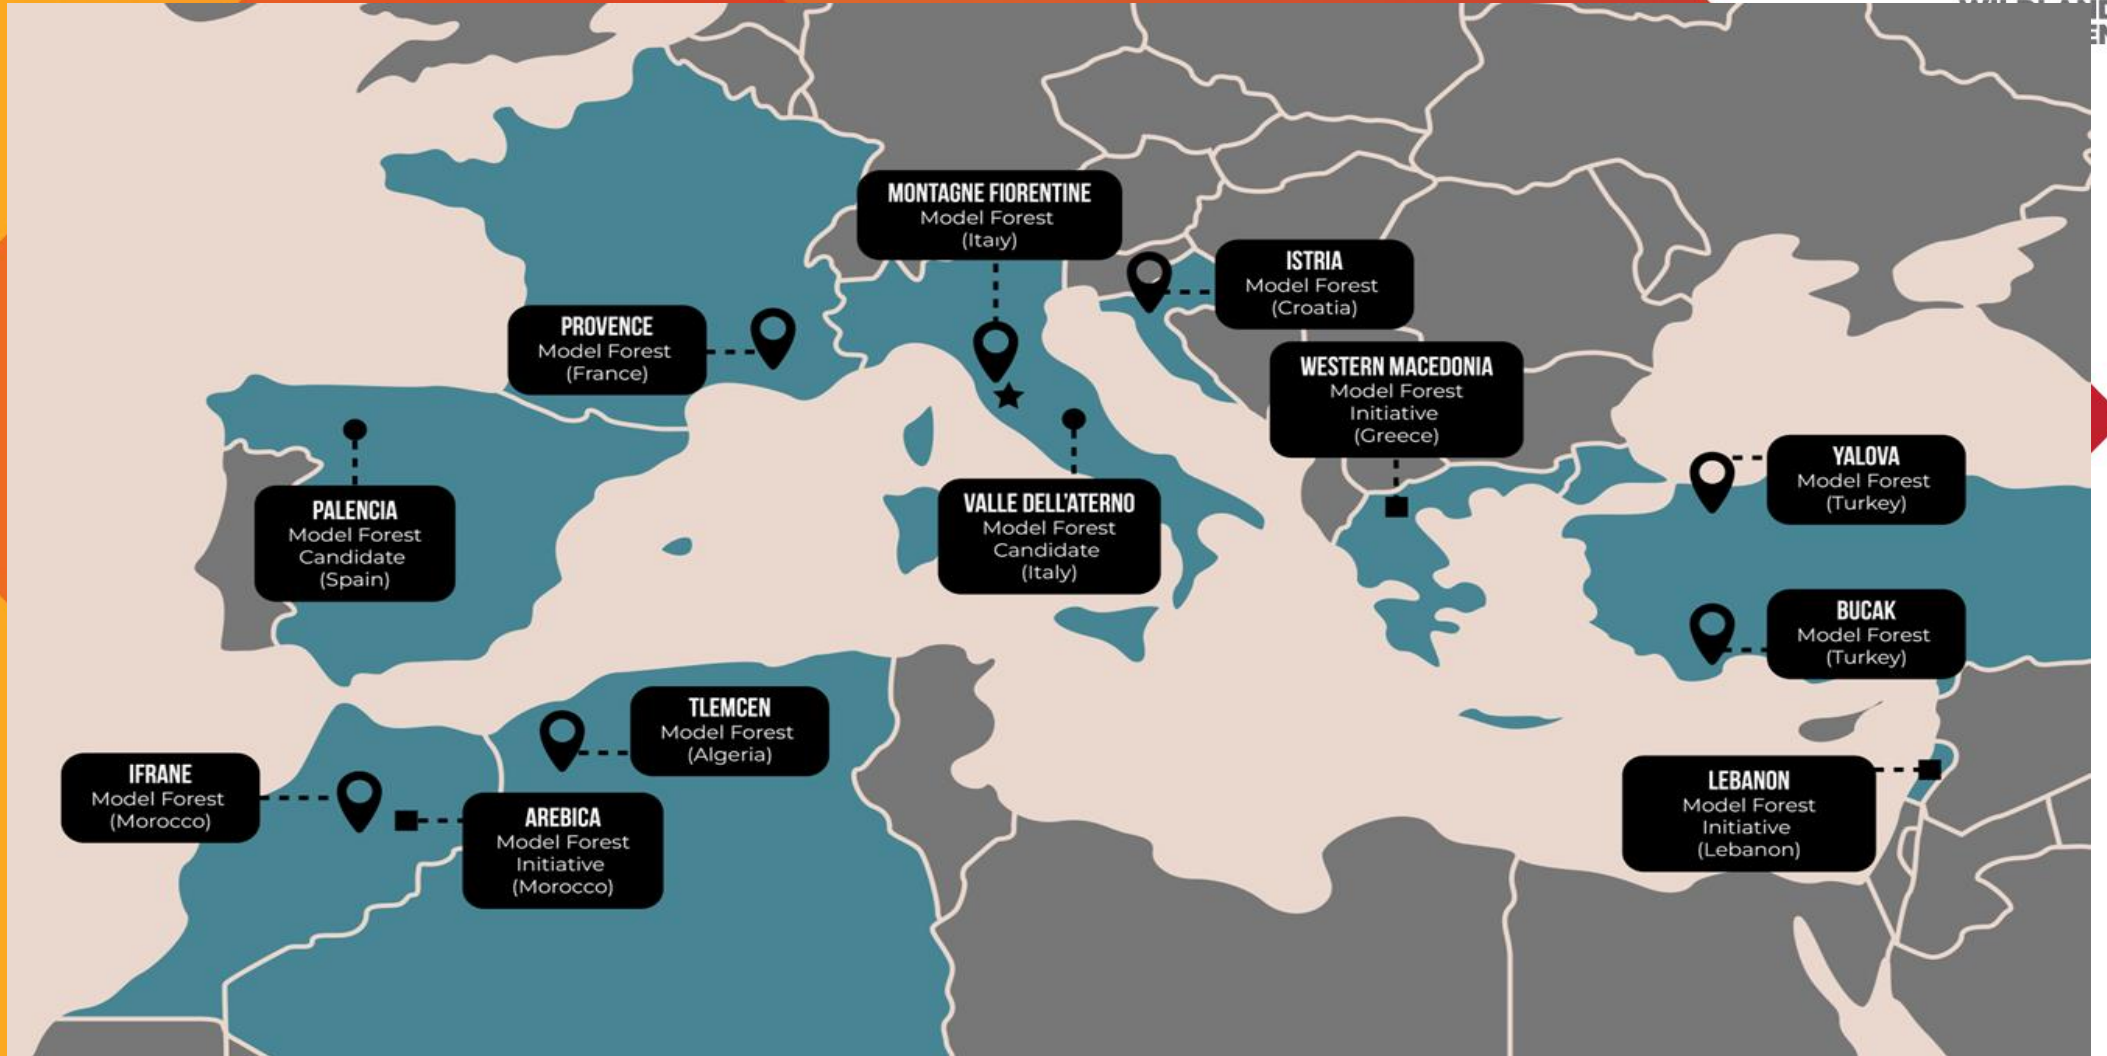 MONTAGNE FIORENTINE
Model Forest
(Italy)
ISTRIA
Model Forest
(Croatia)
PROVENCE
Model Forest
(France)
WESTERN MACEDONIA
Model Forest
Initiative
(Greece)
YALOVA
Model Forest
(Turkey)
PALENCIA
Model Forest
Candidate
(Spain)
VALLE DELL'ATERNO
Model Forest
Candidate
(Italy)
BUCAK
Model Forest
(Turkey)
TLEMCEN
Model Forest
(Algeria)
IFRANE
Model Forest
(Morocco)
AREBICA
Model Forest
Initiative
(Morocco)
LEBANON
Model Forest
Initiative
(Lebanon)